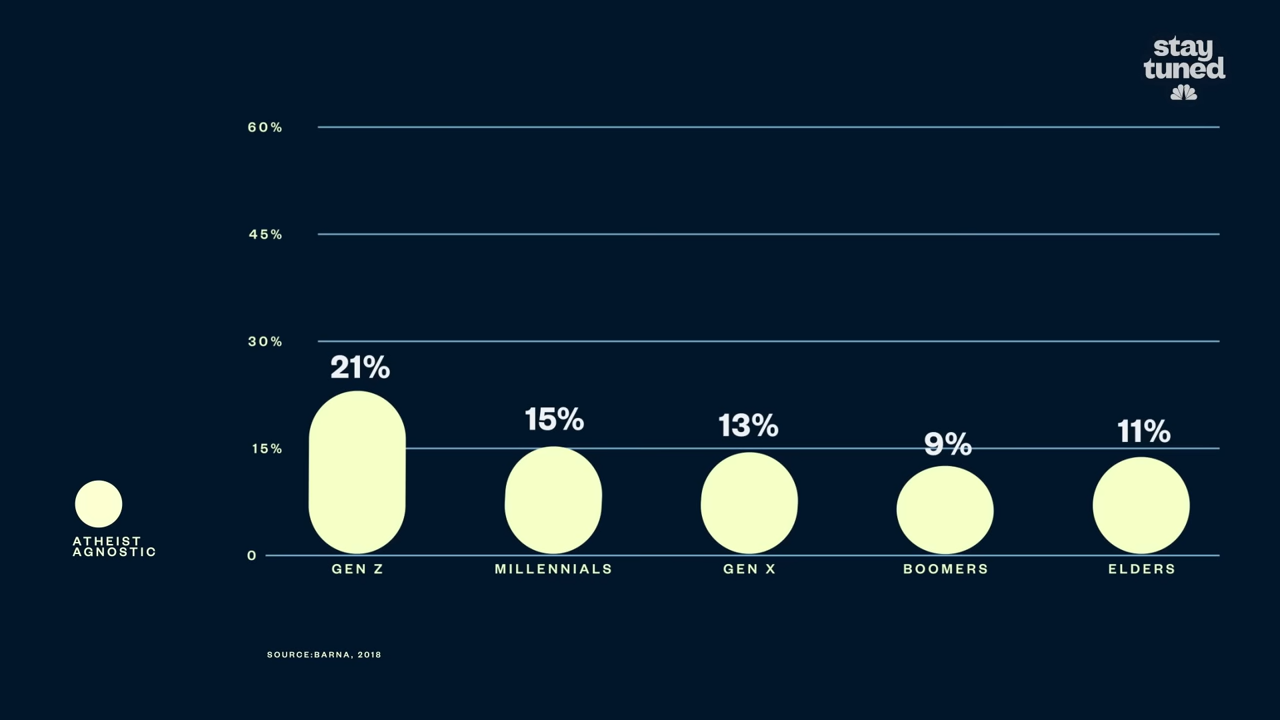 stay
tuned
60%
45%
30%
21%
15%
13%
9%
11%
15%
0
ATHEIST
AGNOSTIC
GEN Z
MILLENNIALS
GEN X
BOOMERS
ELDERS
SOURCE:BARNA, 2018